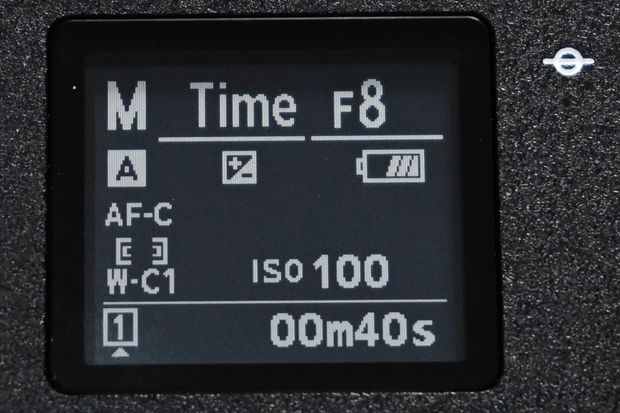 M Time F8
A
AF-C
W-C1 ISO 100
1 00m40s